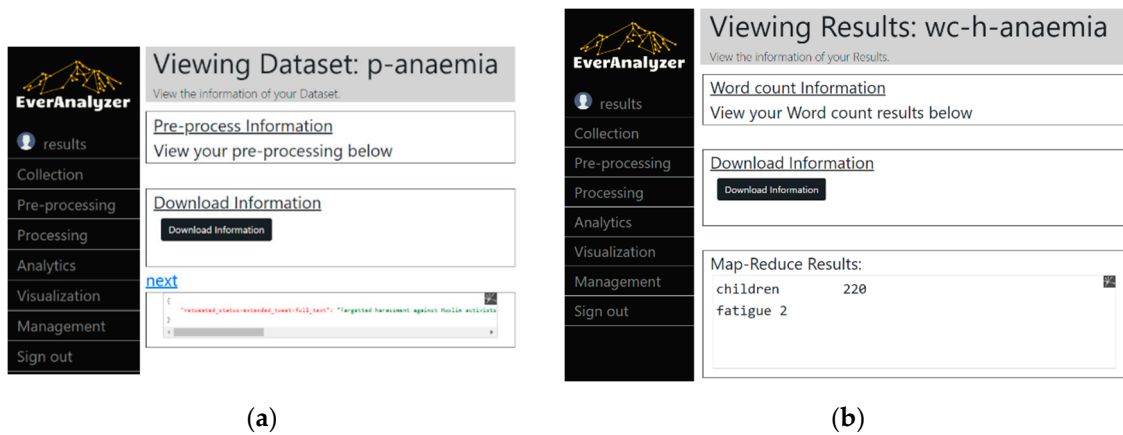 EverAnalyzer
results
Collection
Pre-processing
Processing
Analytics
Visualization
Management
Sign out
Viewing Dataset: p-anaemia
View the information of your Dataset.
Pre-process Information
View your pre-processing below
Download Information
Download Information
next
{
"retweeted_status-extended_tweet-full_text": "Targetted harassment against Muslim activists
}
(a)
EverAnalyzer
results
Collection
Pre-processing
Processing
Analytics
Visualization
Management
Sign out
Viewing Results: wc-h-anaemia
View the information of your Results.
Word count Information
View your Word count results below
Download Information
Download Information
Map-Reduce Results:
children 220
fatigue 2
(b)